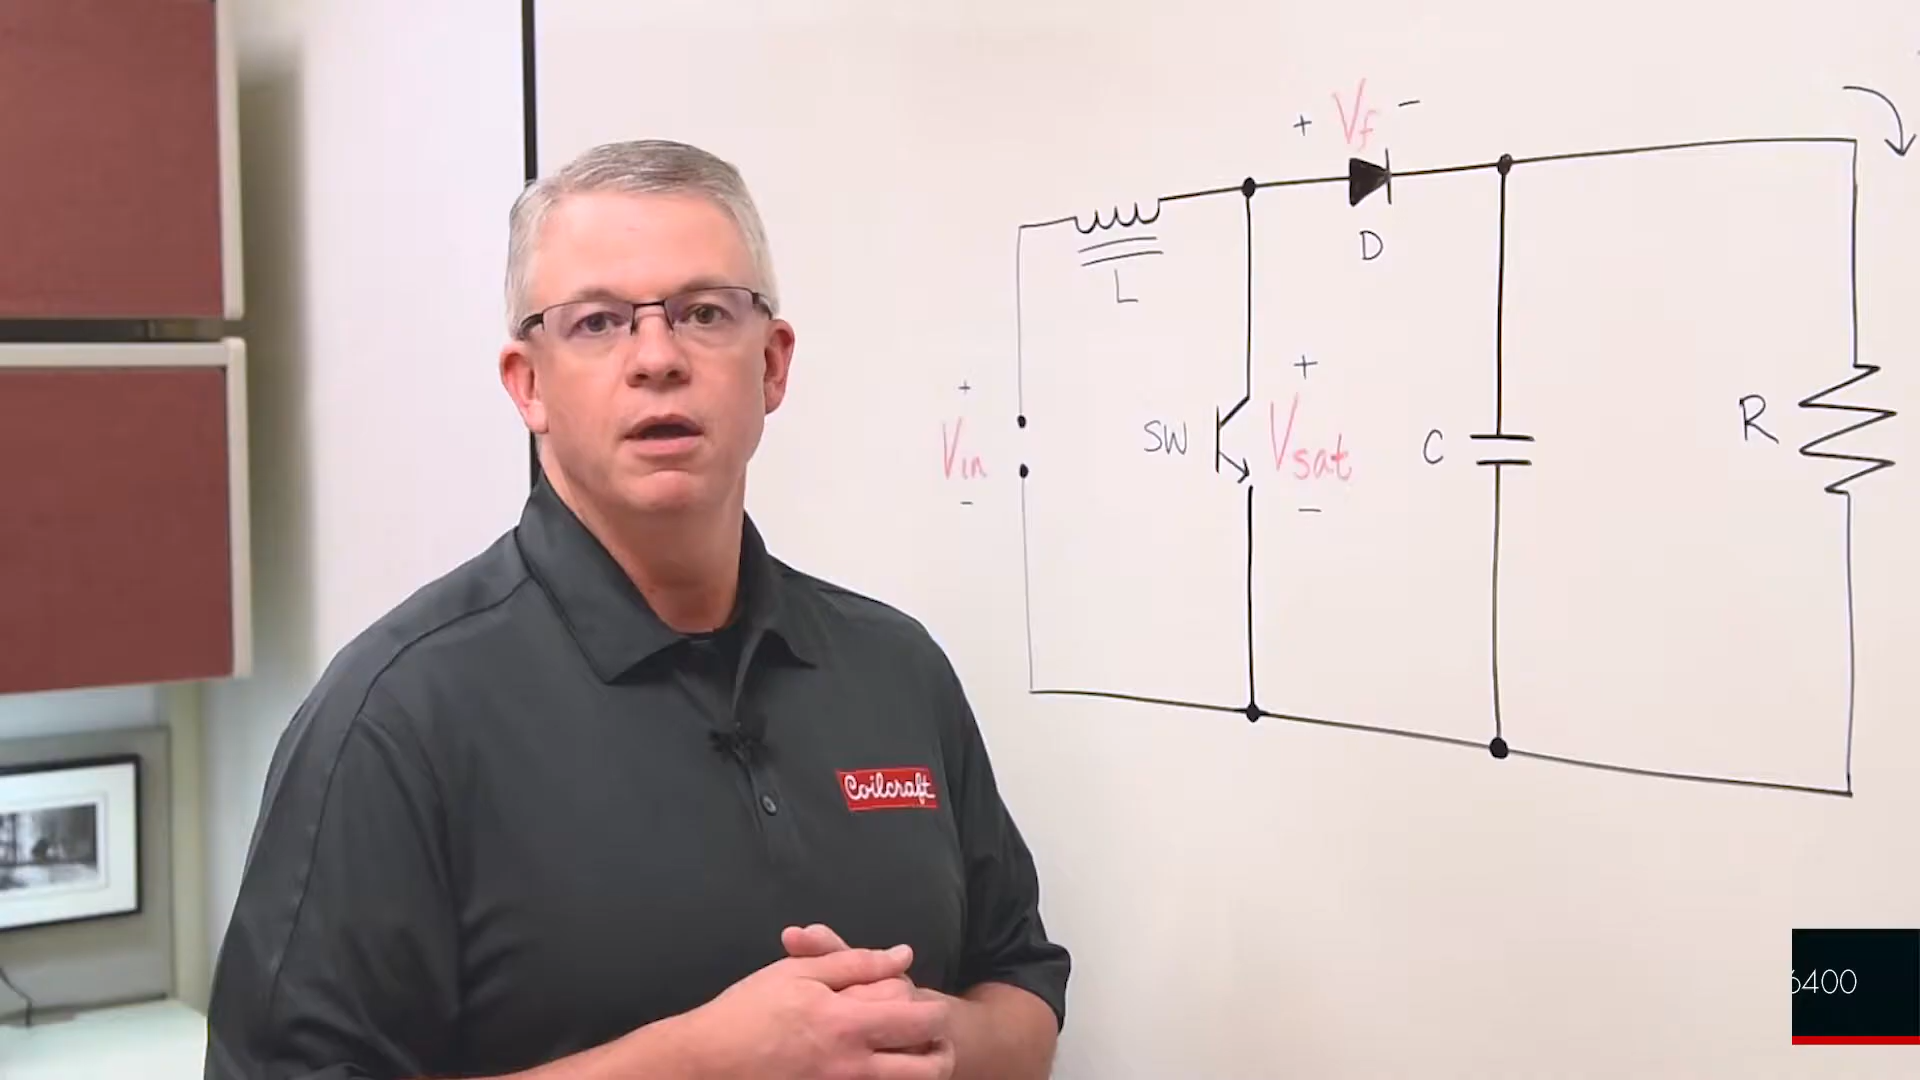 + Vf −
D
L
+
Vin
−
SW
+
Vsat
−
C
R
Coilcraft
6400